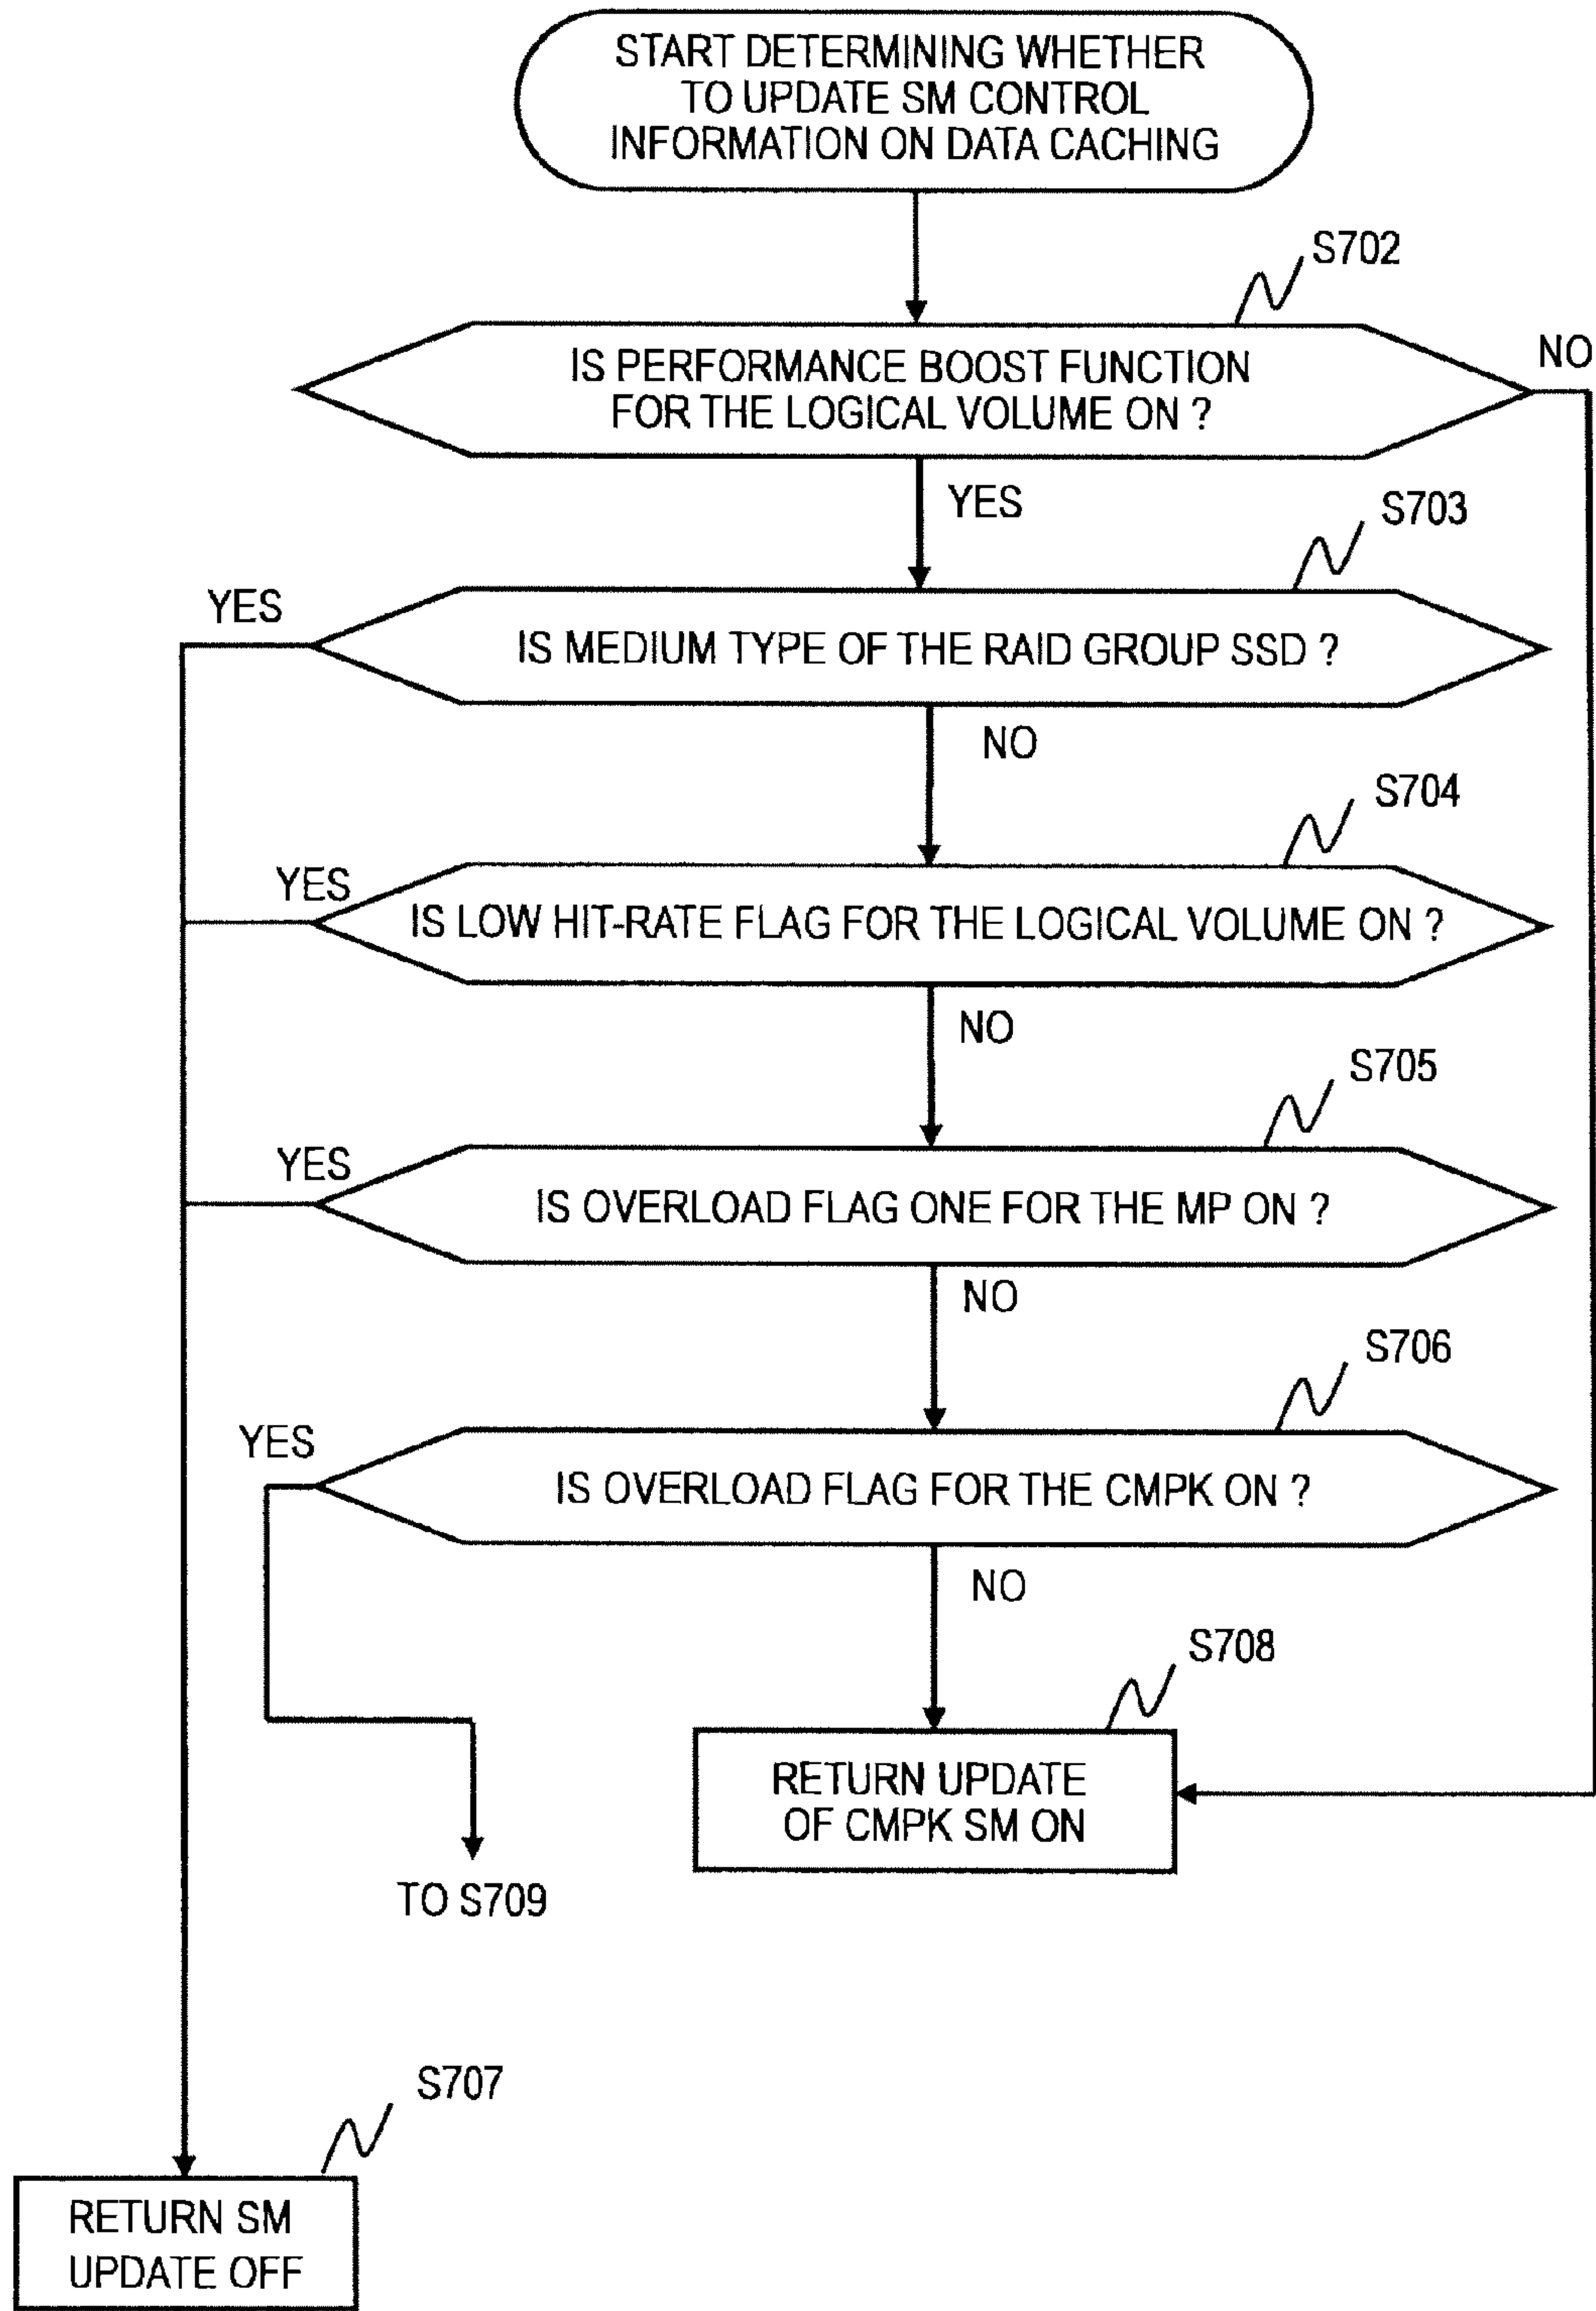 START DETERMINING WHETHER
TO UPDATE SM CONTROL
INFORMATION ON DATA CACHING
S702
IS PERFORMANCE BOOST FUNCTION
FOR THE LOGICAL VOLUME ON ?
NO
YES
S703
YES
IS MEDIUM TYPE OF THE RAID GROUP SSD ?
NO
S704
YES
IS LOW HIT-RATE FLAG FOR THE LOGICAL VOLUME ON ?
NO
S705
YES
IS OVERLOAD FLAG ONE FOR THE MP ON ?
NO
S706
YES
IS OVERLOAD FLAG FOR THE CMPK ON ?
NO
S708
RETURN UPDATE
OF CMPK SM ON
TO S709
S707
RETURN SM
UPDATE OFF